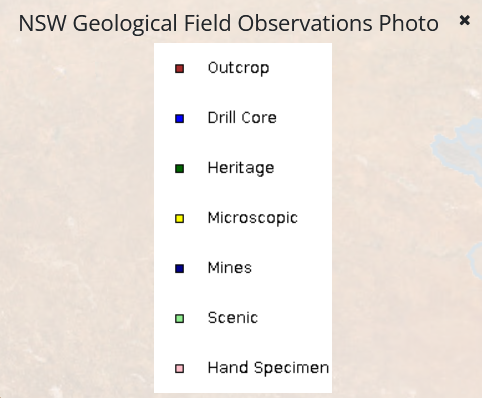 NSW Geological Field Observations Photo ×
Outcrop
Drill Core
Heritage
Microscopic
Mines
Scenic
Hand Specimen